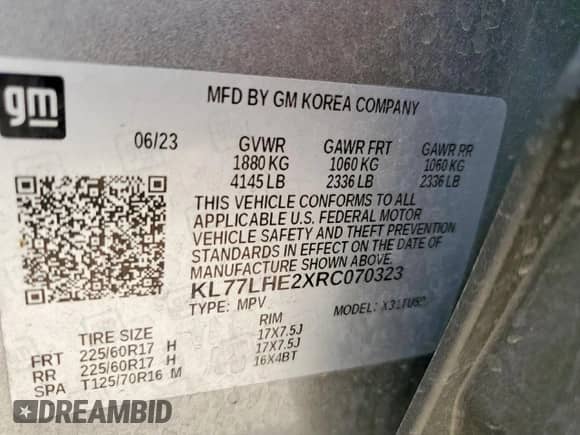 gm
MFD BY GM KOREA COMPANY
06/23 GVWR GAWR FRT GAWR RR
1880 KG 1060 KG 1060 KG
4145 LB 2336 LB 2336 LB
THIS VEHICLE CONFORMS TO ALL
APPLICABLE U.S. FEDERAL MOTOR
VEHICLE SAFETY AND THEFT PREVENTION
STANDARDS IN EFFECT ON THE DATE OF
MANUFACTURE SHOWN ABOVE.
KL77LHE2XRC070323
TYPE: MPV MODEL:
TIRE SIZE RIM
FRT 225/60R17 H 17X7.5J
RR 225/60R17 H 17X7.5J
SPA T125/70R16 M 16X4BT
DREAMBID